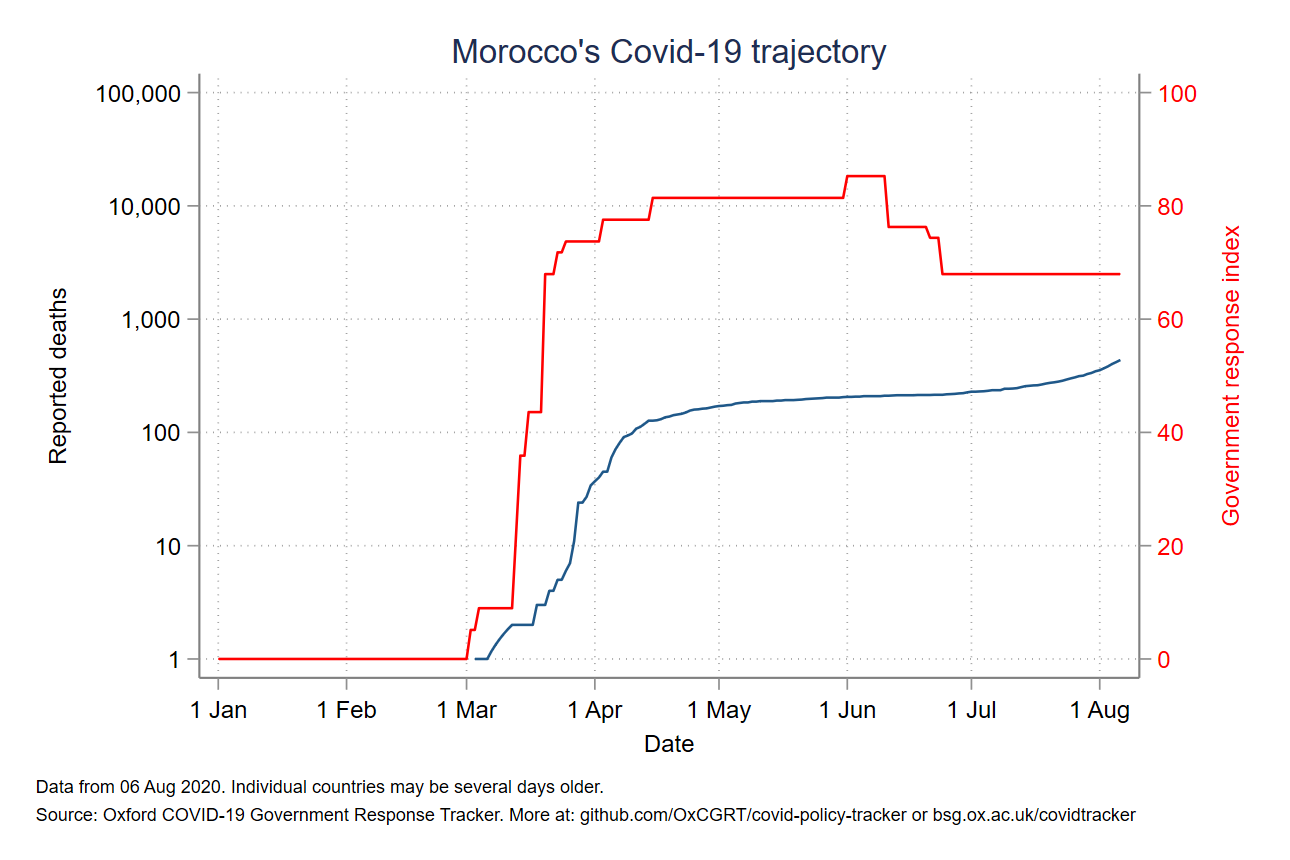 Morocco's Covid-19 trajectory
100,000
10,000
1,000
100
10
1
Reported deaths
100
80
60
40
20
0
Government response index
1 Jan 1 Feb 1 Mar 1 Apr 1 May 1 Jun 1 Jul 1 Aug
Date
Data from 06 Aug 2020. Individual countries may be several days older.
Source: Oxford COVID-19 Government Response Tracker. More at: github.com/OxCGRT/covid-policy-tracker or bsg.ox.ac.uk/covidtracker